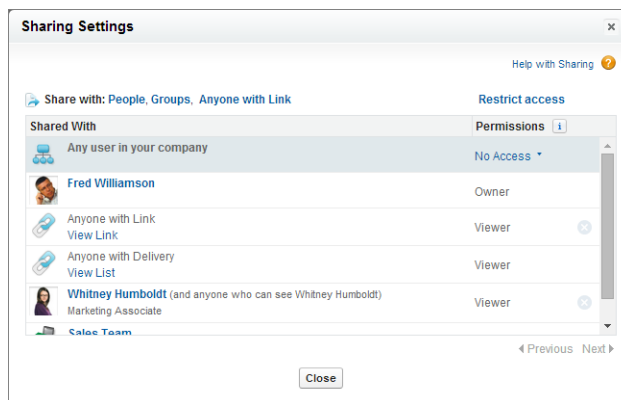 Sharing Settings
Help with Sharing ?
Share with: People, Groups, Anyone with Link Restrict access
Shared With Permissions i
Any user in your company No Access
Fred Williamson Owner
Anyone with Link
View Link Viewer
Anyone with Delivery
View List Viewer
Whitney Humboldt (and anyone who can see Whitney Humboldt)
Marketing Associate Viewer
Sales Team
Previous Next
Close